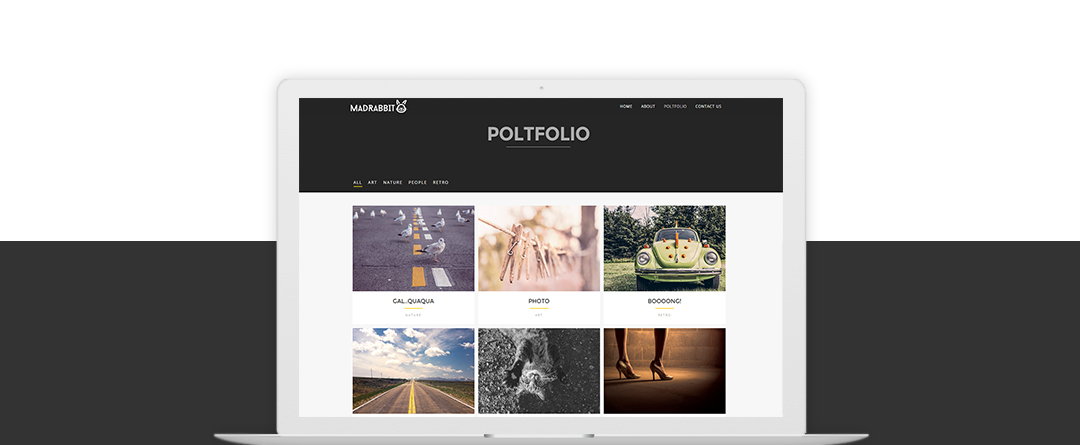 MADRABBIT
HOME ABOUT POLTFOLIO CONTACT US
POLTFOLIO
ALL ART NATURE PEOPLE RETRO
GAL..QUAQUA PHOTO BOOOONG!
NATURE ART RETRO